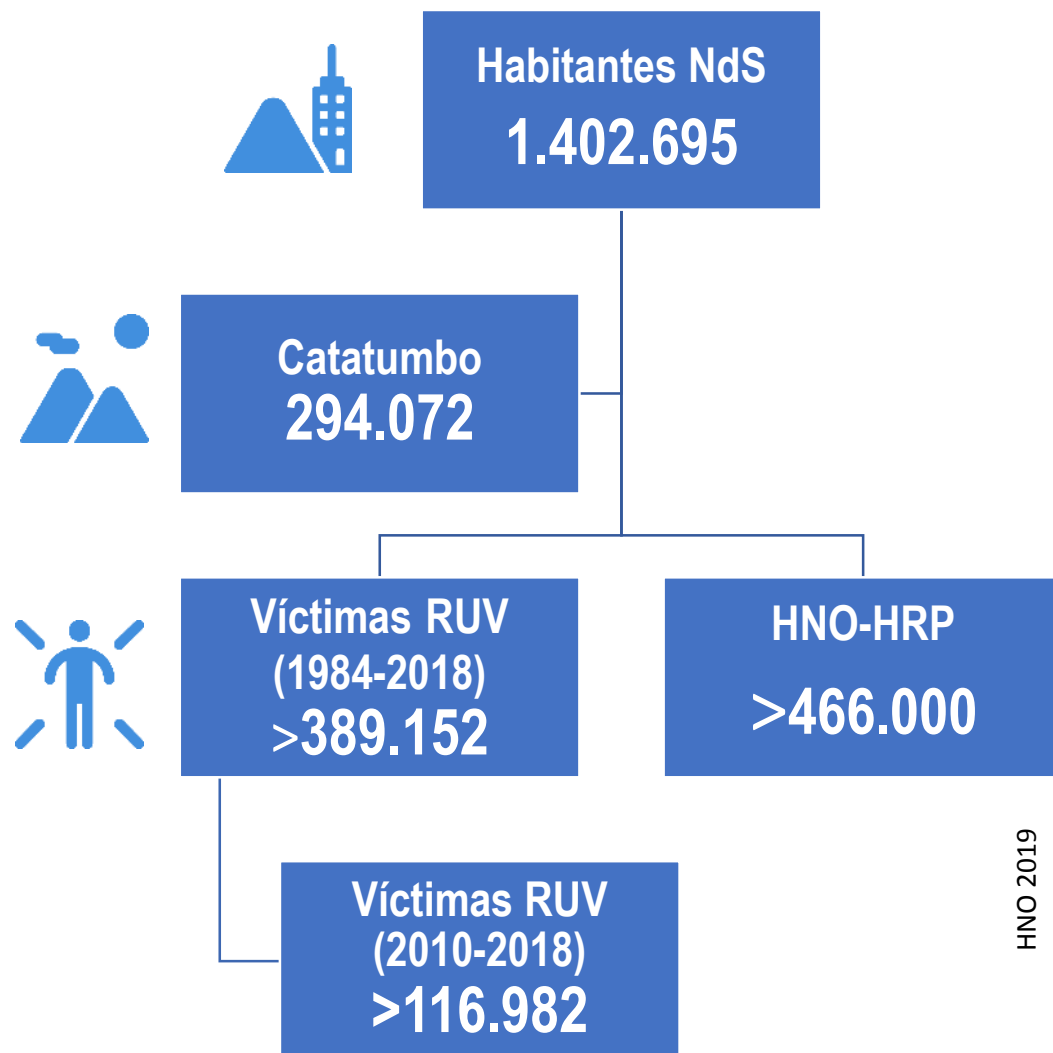 Habitantes NdS
1.402.695
Catatumbo
294.072
Víctimas RUV
(1984-2018)
>389.152
HNO-HRP
>466.000
Víctimas RUV
(2010-2018)
>116.982
HNO 2019